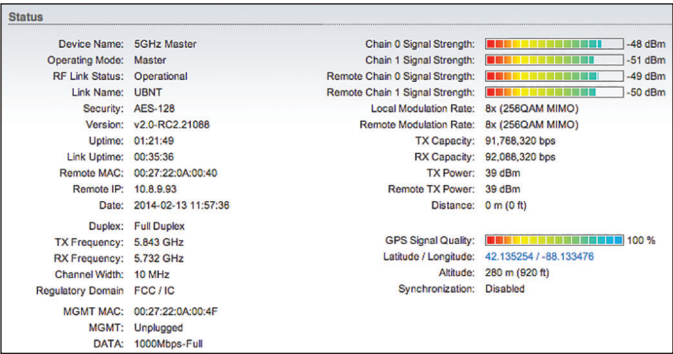 Status
Device Name: 5GHz Master
Operating Mode: Master
RF Link Status: Operational
Link Name: UBNT
Security: AES-128
Version: v2.0-RC2.21088
Uptime: 01:21:49
Link Uptime: 00:35:36
Remote MAC: 00:27:22:0A:00:40
Remote IP: 10.8.9.93
Date: 2014-02-13 11:57:36
Duplex: Full Duplex
TX Frequency: 5.843 GHz
RX Frequency: 5.732 GHz
Channel Width: 10 MHz
Regulatory Domain FCC / IC
MGMT MAC: 00:27:22:0A:00:4F
MGMT: Unplugged
DATA: 1000Mbps-Full
Chain 0 Signal Strength: -48 dBm
Chain 1 Signal Strength: -51 dBm
Remote Chain 0 Signal Strength: -49 dBm
Remote Chain 1 Signal Strength: -50 dBm
Local Modulation Rate: 8x (256QAM MIMO)
Remote Modulation Rate: 8x (256QAM MIMO)
TX Capacity: 91,768,320 bps
RX Capacity: 92,088,320 bps
TX Power: 39 dBm
Remote TX Power: 39 dBm
Distance: 0 m (0 ft)
GPS Signal Quality: 100 %
Latitude / Longitude: 42.135254 / -88.133476
Altitude: 280 m (920 ft)
Synchronization: Disabled